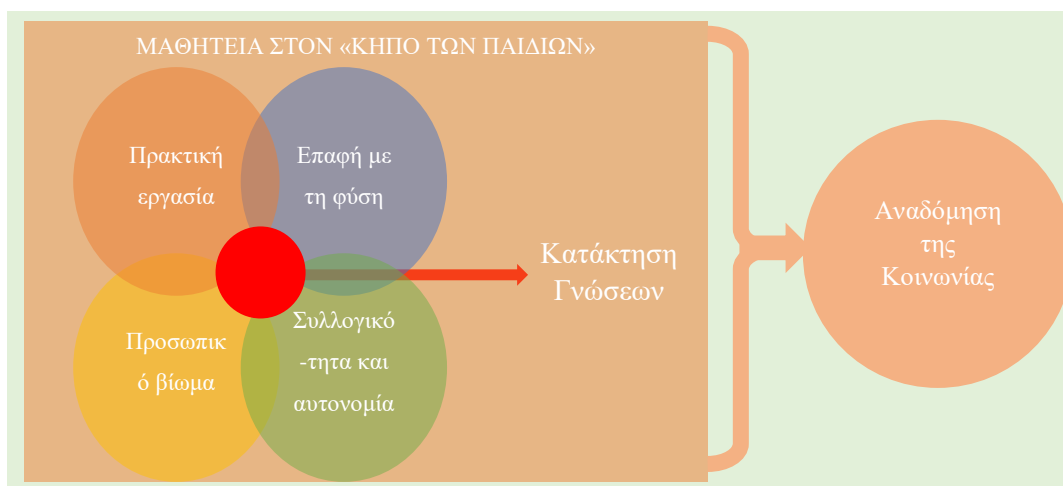 ΜΑΘΗΤΕΙΑ ΣΤΟΝ «ΚΗΠΟ ΤΩΝ ΠΑΙΔΙΩΝ»
Πρακτική
εργασία
Επαφή με
τη φύση
Προσωπικ
ό βίωμα
Συλλογικό
-τητα και
αυτονομία
Κατάκτηση
Γνώσεων
Αναδόμηση
της
Κοινωνίας